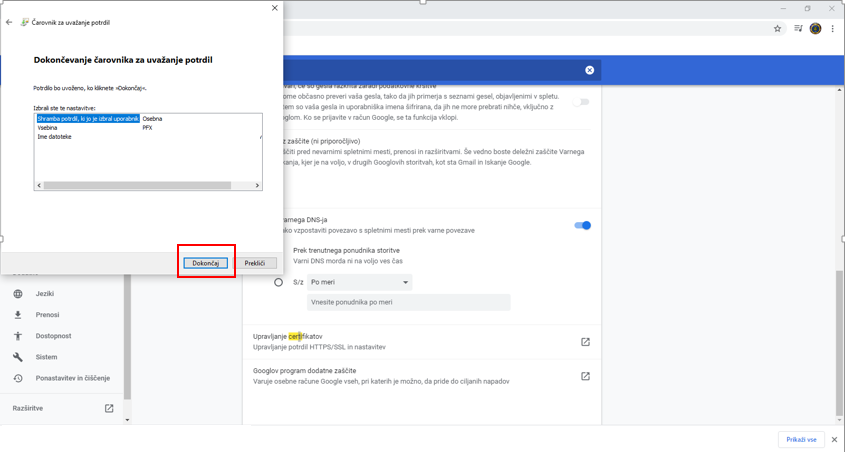 Čarovnik za uvažanje potrdil
Dokončevanje čarovnika za uvažanje potrdil
Potrdilo bo uvoženo, ko kliknete »Dokončaj«.
Izbrali ste te nastavitve:
Shramba potrdil, ki jo je izbral uporabnik Osebna
Vsebina PFX
Ime datoteke
Dokončaj Prekliči
van, če so gesla razkrita zaradi podatkovne kršitve
ome občasno preveri vaša gesla, tako da jih primerja s seznami gesel, objavljenimi v spletu.
tem so vaša gesla in uporabniška imena šifrirana, da jih ne more prebrati nihče, vključno z
glom. Ko se prijavite v račun Google, se ta funkcija vklopi.
z zaščite (ni priporočljivo)
ščiti pred nevarnimi spletnimi mesti, prenosi in razširitvami. Še vedno boste deležni zaščite Varnega
kanja, kjer je na voljo, v drugih Googlovih storitvah, kot sta Gmail in Iskanje Google.
varnega DNS-ja
ako vzpostaviti povezavo s spletnimi mesti prek varne povezave
Prek trenutnega ponudnika storitve
Varni DNS morda ni na voljo ves čas
S/z Po meri
Vnesite ponudnika po meri
Upravljanje certifikatov
Upravljanje potrdil HTTPS/SSL in nastavitev
Googlov program dodatne zaščite
Varuje osebne račune Google vseh, pri katerih je možno, da pride do ciljanih napadov
Jeziki
Prenosi
Dostopnost
Sistem
Ponastavitev in čiščenje
Razširitve
Prikaži vse